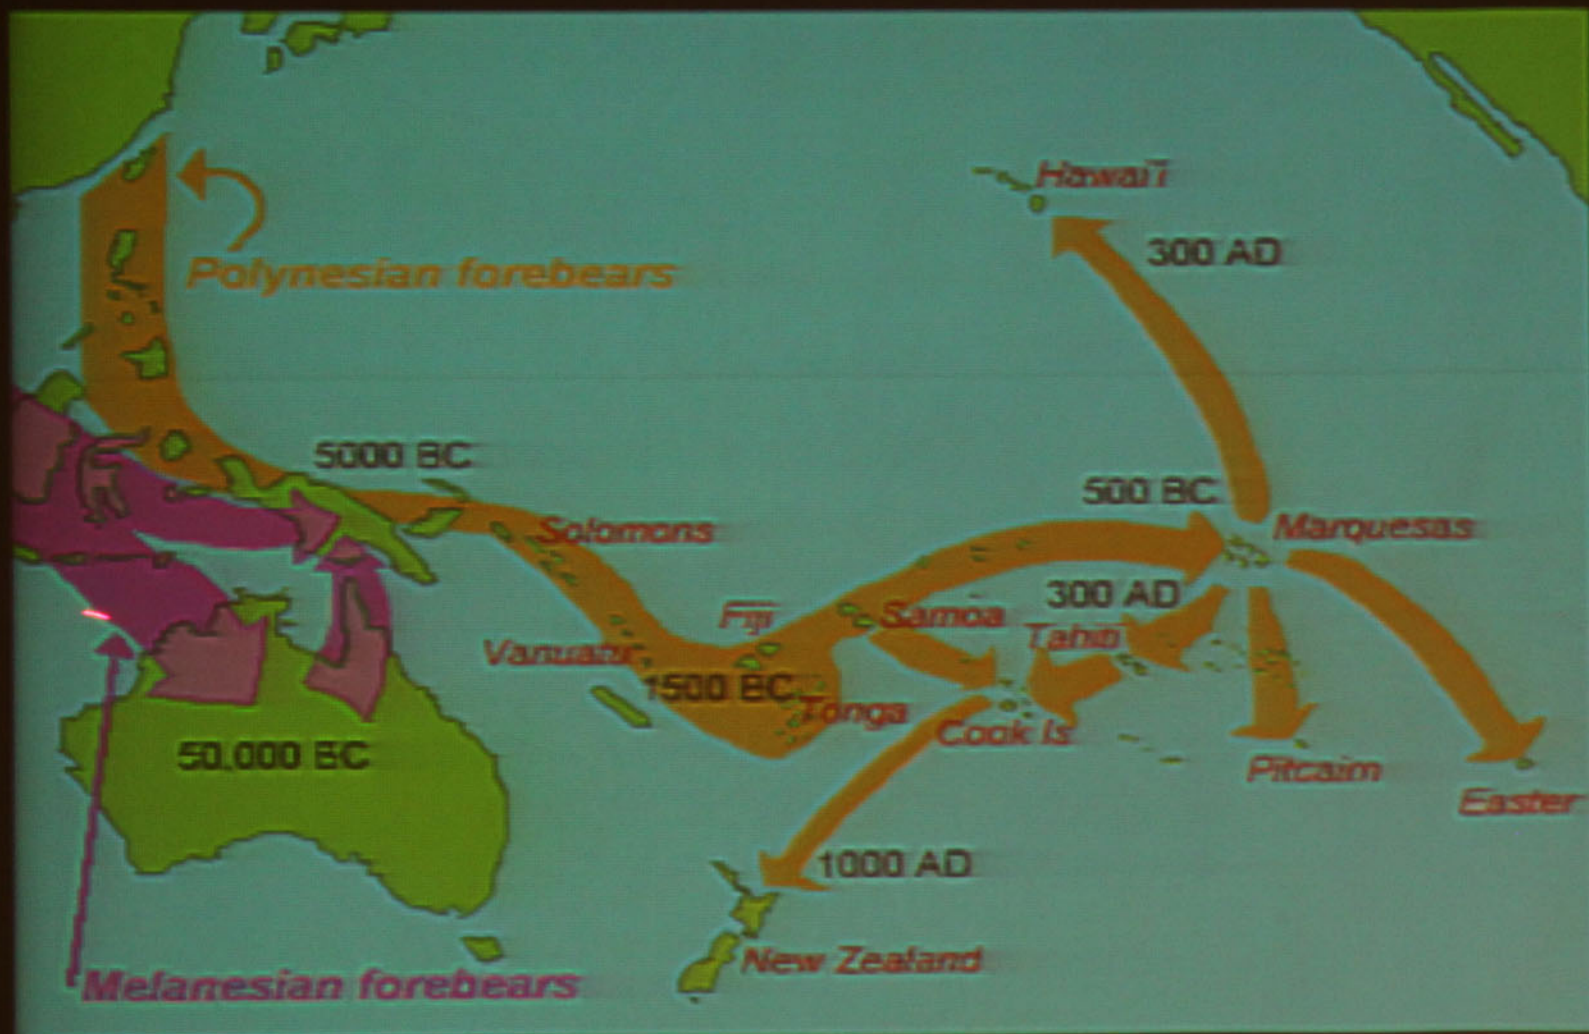 Hawai'i
300 AD
Polynesian forebears
5000 BC
500 BC
Solomons
Marquesas
300 AD
Fiji
Samoa
Tahiti
Vanuatu
1500 BC
Tonga
Cook Is
50,000 BC
Pitcairn
Easter
1000 AD
New Zealand
Melanesian forebears